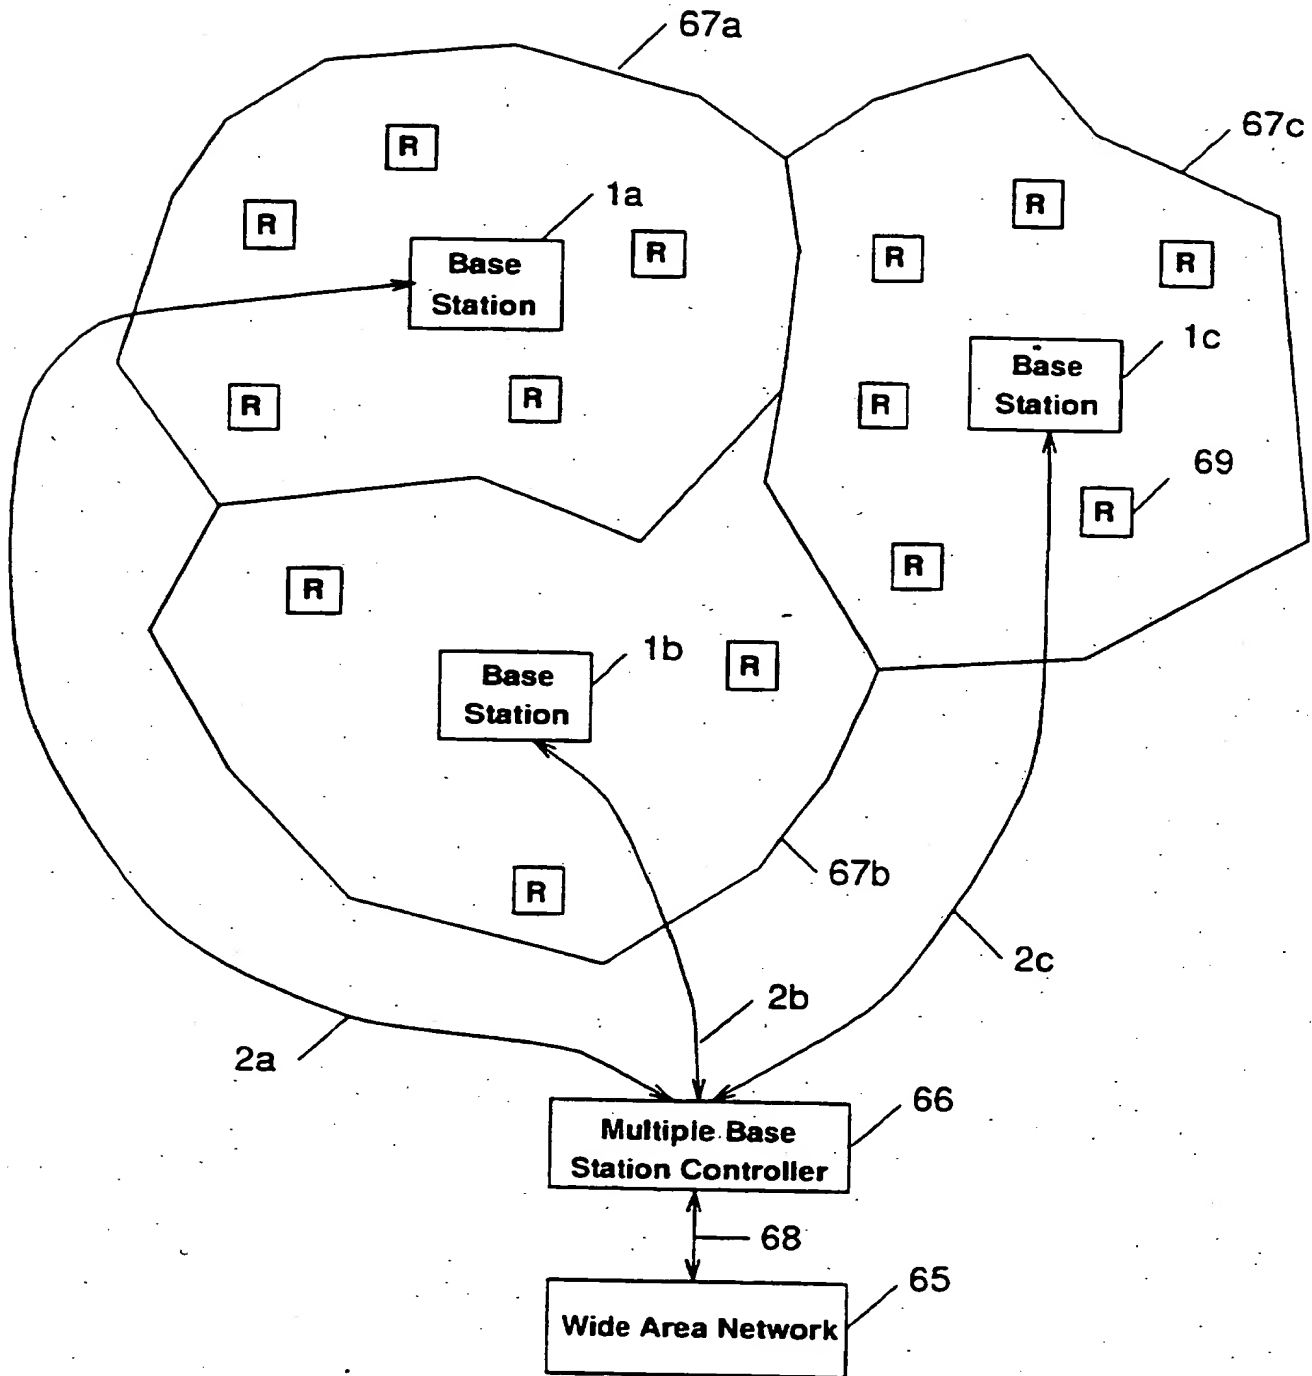 67a
67c
R
1a
R
R
R
R
R
Base
Station
R
1c
Base
Station
R
R
R
69
R
R
R
1b
Base
Station
R
67b
R
2c
2b
2a
66
Multiple Base
Station Controller
68
65
Wide Area Network